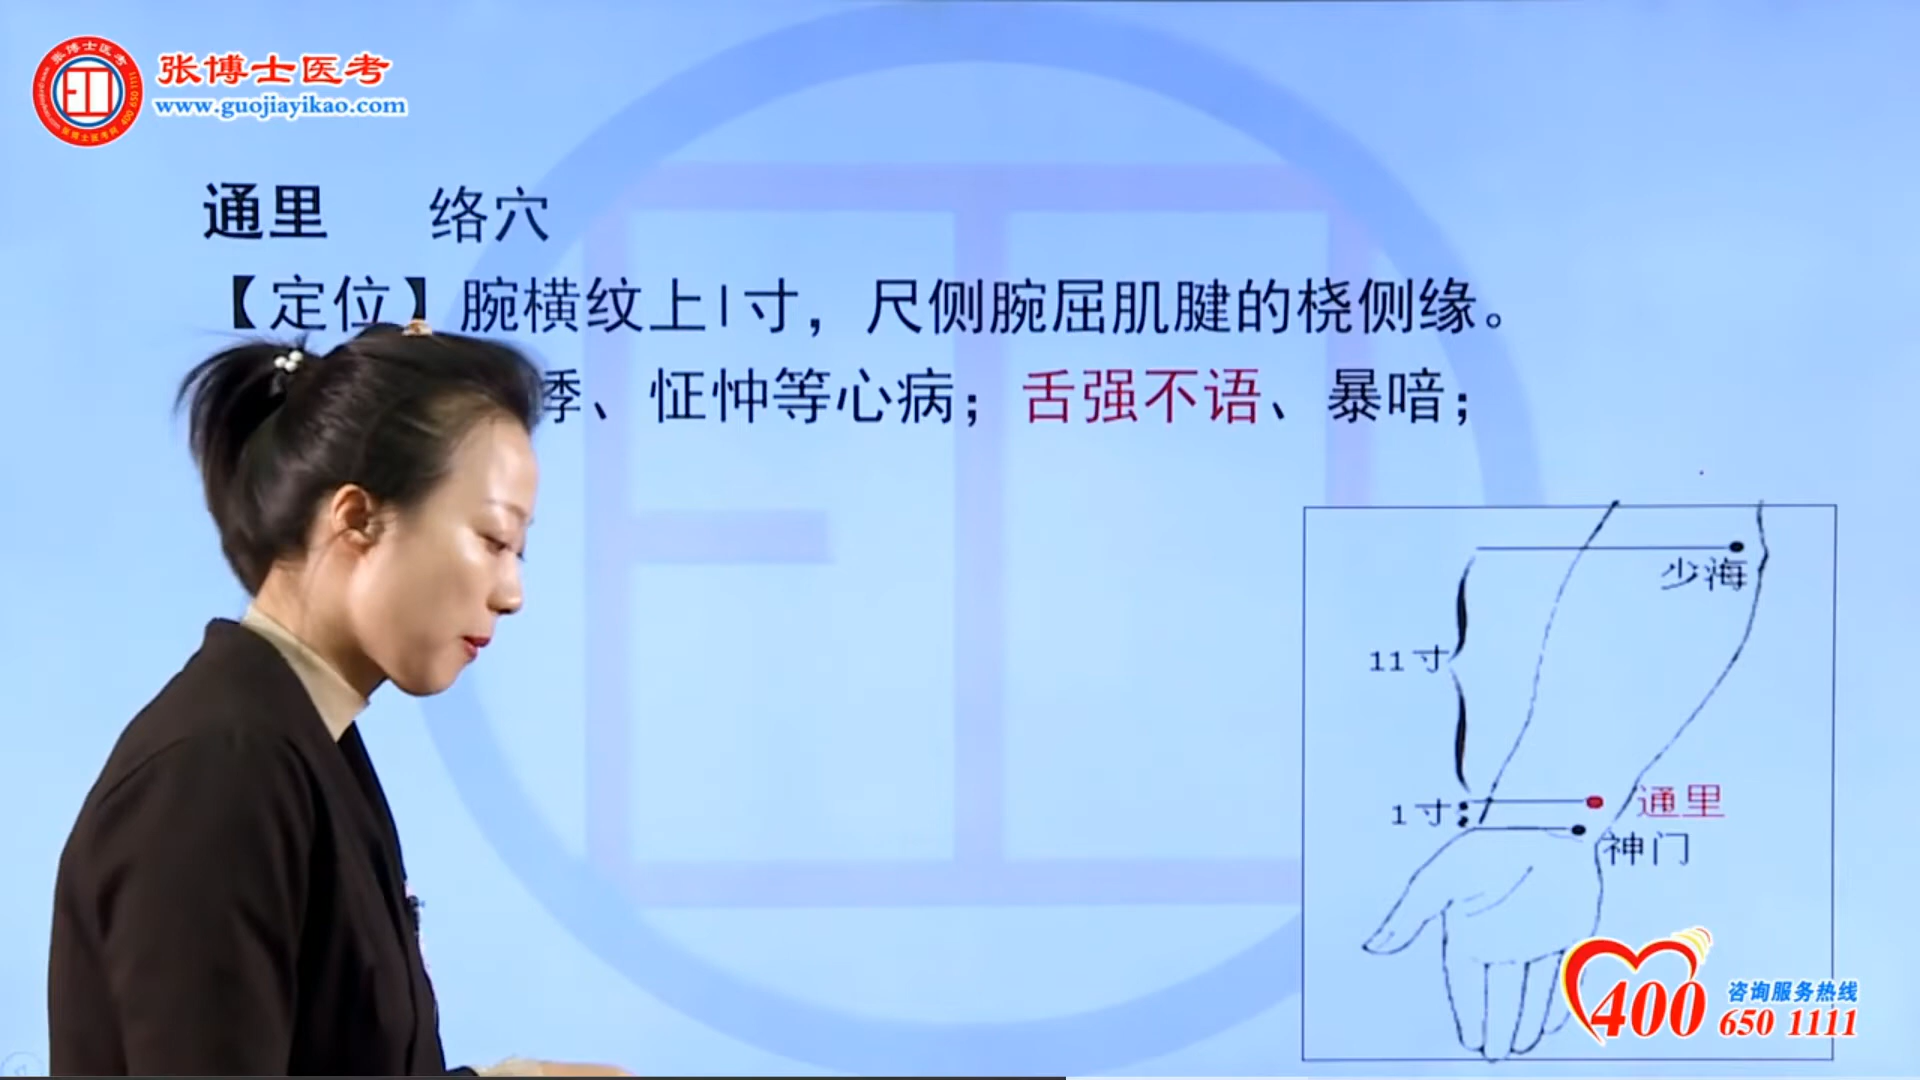 张博士医考
www.guojiayikao.com
通里 络穴
【定位】腕横纹上1寸，尺侧腕屈肌腱的桡侧缘。
悸、怔忡等心病；舌强不语、暴喑；
少海
11寸
1寸
通里
神门
400
咨询服务热线
650 1111